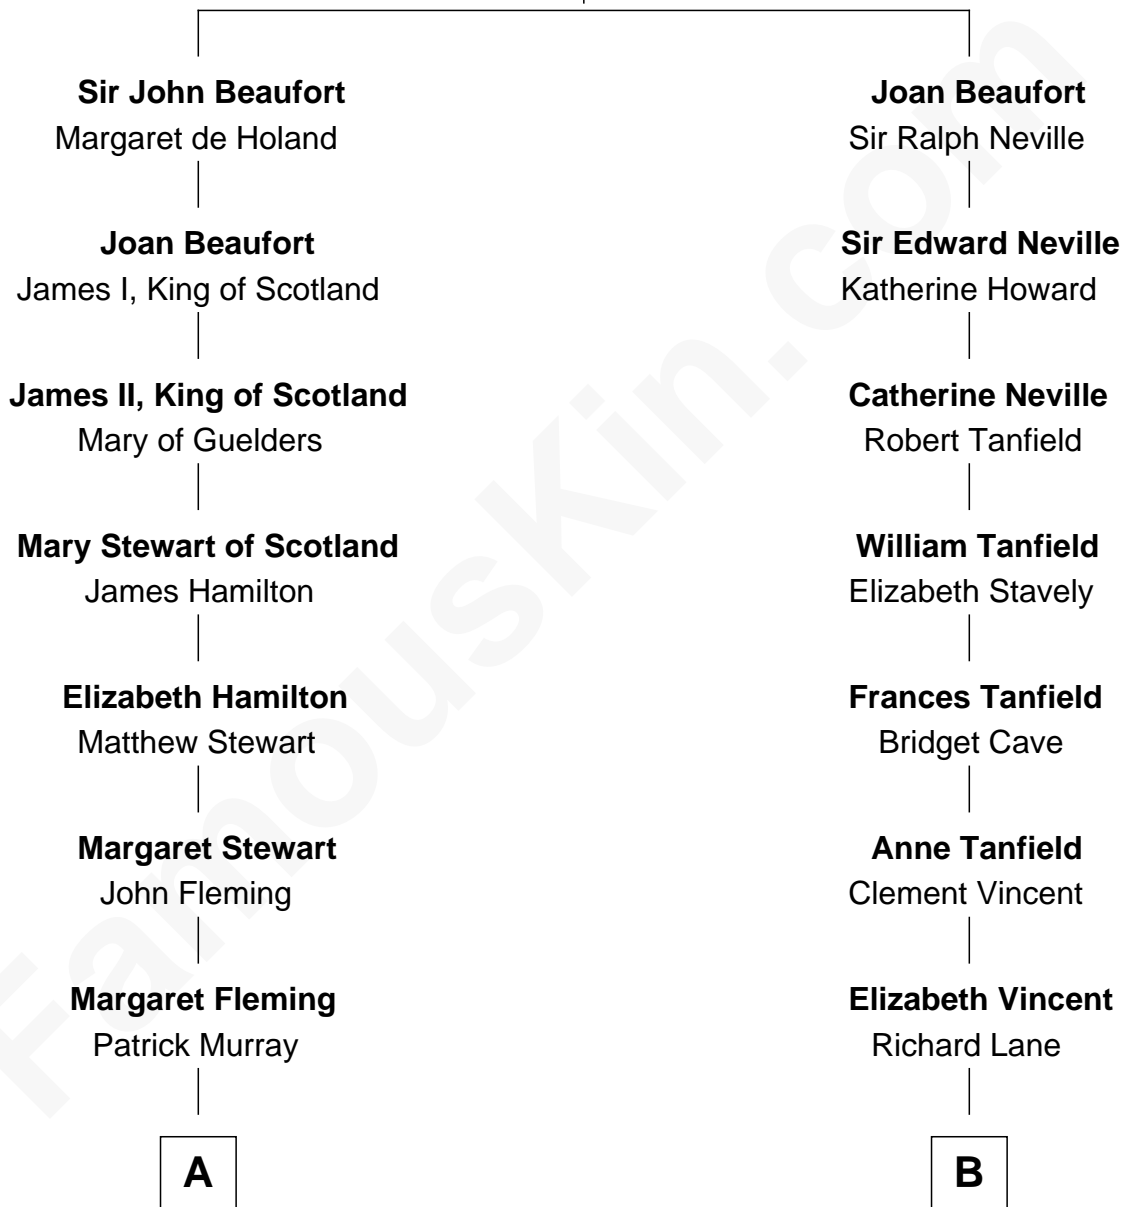 Sir John Beaufort
Margaret de Holand
Joan Beaufort
James I, King of Scotland
James II, King of Scotland
Mary of Guelders
Mary Stewart of Scotland
James Hamilton
Elizabeth Hamilton
Matthew Stewart
Margaret Stewart
John Fleming
Margaret Fleming
Patrick Murray
A
Joan Beaufort
Sir Ralph Neville
Sir Edward Neville
Katherine Howard
Catherine Neville
Robert Tanfield
William Tanfield
Elizabeth Stavely
Frances Tanfield
Bridget Cave
Anne Tanfield
Clement Vincent
Elizabeth Vincent
Richard Lane
B
FamousKin.com